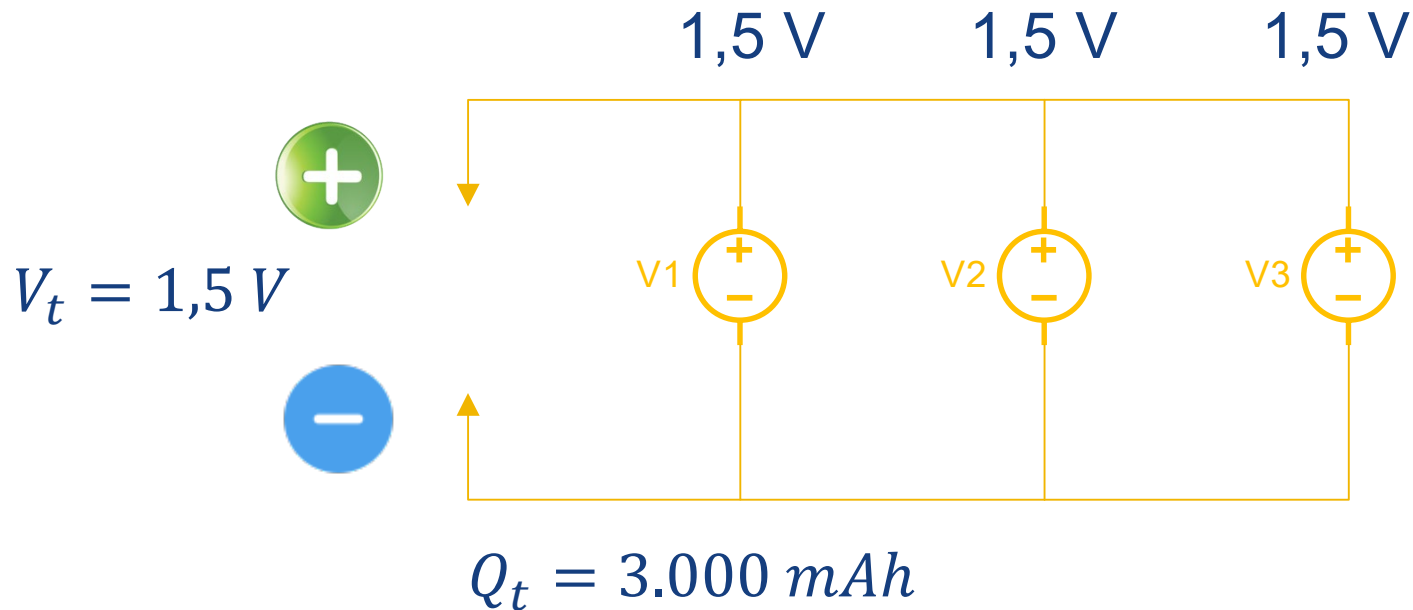 1,5 V 1,5 V 1,5 V
V1 V2 V3
V_t = 1,5 V
Q_t = 3.000 mAh